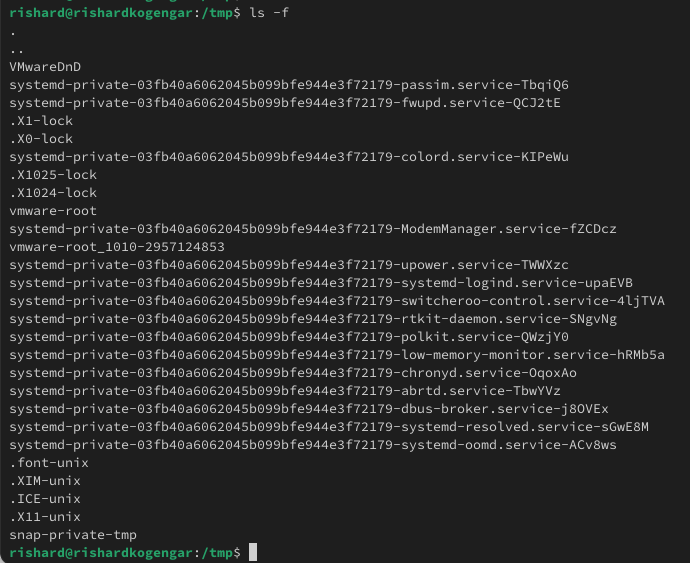 rishard@rishardkogengar:/tmp$ ls -f
.
..
VMwareDnD
systemd-private-03fb40a6062045b099bfe944e3f72179-passim.service-TbqiQ6
systemd-private-03fb40a6062045b099bfe944e3f72179-fwupd.service-QCJ2tE
.X1-lock
.X0-lock
systemd-private-03fb40a6062045b099bfe944e3f72179-colord.service-KIPeWu
.X1025-lock
.X1024-lock
vmware-root
systemd-private-03fb40a6062045b099bfe944e3f72179-ModemManager.service-fZCDcz
vmware-root_1010-2957124853
systemd-private-03fb40a6062045b099bfe944e3f72179-upower.service-TWWXzc
systemd-private-03fb40a6062045b099bfe944e3f72179-systemd-logind.service-upaEVB
systemd-private-03fb40a6062045b099bfe944e3f72179-switcheroo-control.service-4ljTVA
systemd-private-03fb40a6062045b099bfe944e3f72179-rtkit-daemon.service-SNgvNg
systemd-private-03fb40a6062045b099bfe944e3f72179-polkit.service-QWzjY0
systemd-private-03fb40a6062045b099bfe944e3f72179-low-memory-monitor.service-hRMb5a
systemd-private-03fb40a6062045b099bfe944e3f72179-chronyd.service-OqoxAo
systemd-private-03fb40a6062045b099bfe944e3f72179-abrtd.service-TbwYVz
systemd-private-03fb40a6062045b099bfe944e3f72179-dbus-broker.service-j8OVEx
systemd-private-03fb40a6062045b099bfe944e3f72179-systemd-resolved.service-sGwE8M
systemd-private-03fb40a6062045b099bfe944e3f72179-systemd-oomd.service-ACv8ws
.font-unix
.XIM-unix
.ICE-unix
.X11-unix
snap-private-tmp
rishard@rishardkogengar:/tmp$